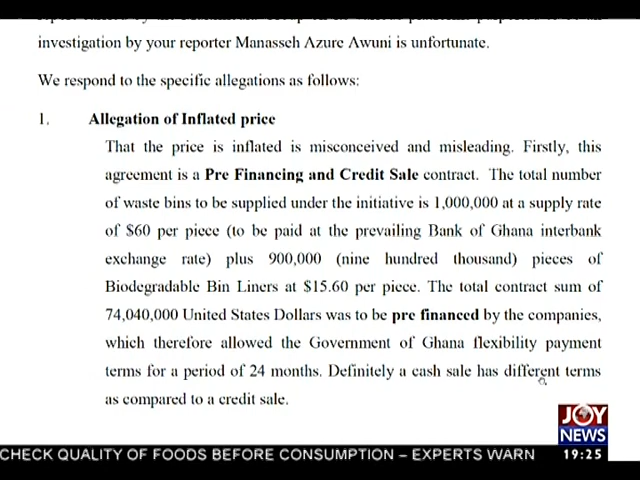 investigation by your reporter Manasseh Azure Awuni is unfortunate.
We respond to the specific allegations as follows:
1. Allegation of Inflated price
That the price is inflated is misconceived and misleading. Firstly, this
agreement is a Pre Financing and Credit Sale contract. The total number
of waste bins to be supplied under the initiative is 1,000,000 at a supply rate
of $60 per piece (to be paid at the prevailing Bank of Ghana interbank
exchange rate) plus 900,000 (nine hundred thousand) pieces of
Biodegradable Bin Liners at $15.60 per piece. The total contract sum of
74,040,000 United States Dollars was to be pre financed by the companies,
which therefore allowed the Government of Ghana flexibility payment
terms for a period of 24 months. Definitely a cash sale has different terms
as compared to a credit sale.
JOY
NEWS
CHECK QUALITY OF FOODS BEFORE CONSUMPTION – EXPERTS WARN 19:25